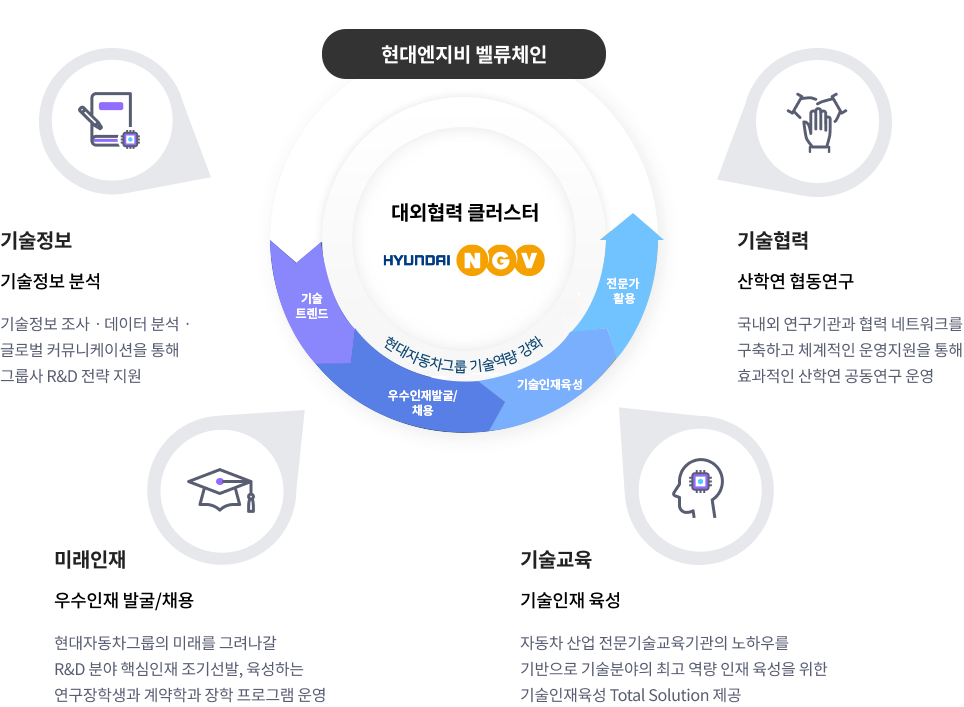 현대엔지비 벨류체인
대외협력 클러스터
HYUNDAI NGV
기술
트렌드
우수인재발굴/
채용
기술인재육성
전문가
활용
현대자동차그룹 기술역량 강화
기술정보
기술정보 분석
기술정보 조사 · 데이터 분석 ·
글로벌 커뮤니케이션을 통해
그룹사 R&D 전략 지원
기술협력
산학연 협동연구
국내외 연구기관과 협력 네트워크를
구축하고 체계적인 운영지원을 통해
효과적인 산학연 공동연구 운영
미래인재
우수인재 발굴/채용
현대자동차그룹의 미래를 그려나갈
R&D 분야 핵심인재 조기선발, 육성하는
연구장학생과 계약학과 장학 프로그램 운영
기술교육
기술인재 육성
자동차 산업 전문기술교육기관의 노하우를
기반으로 기술분야의 최고 역량 인재 육성을 위한
기술인재육성 Total Solution 제공